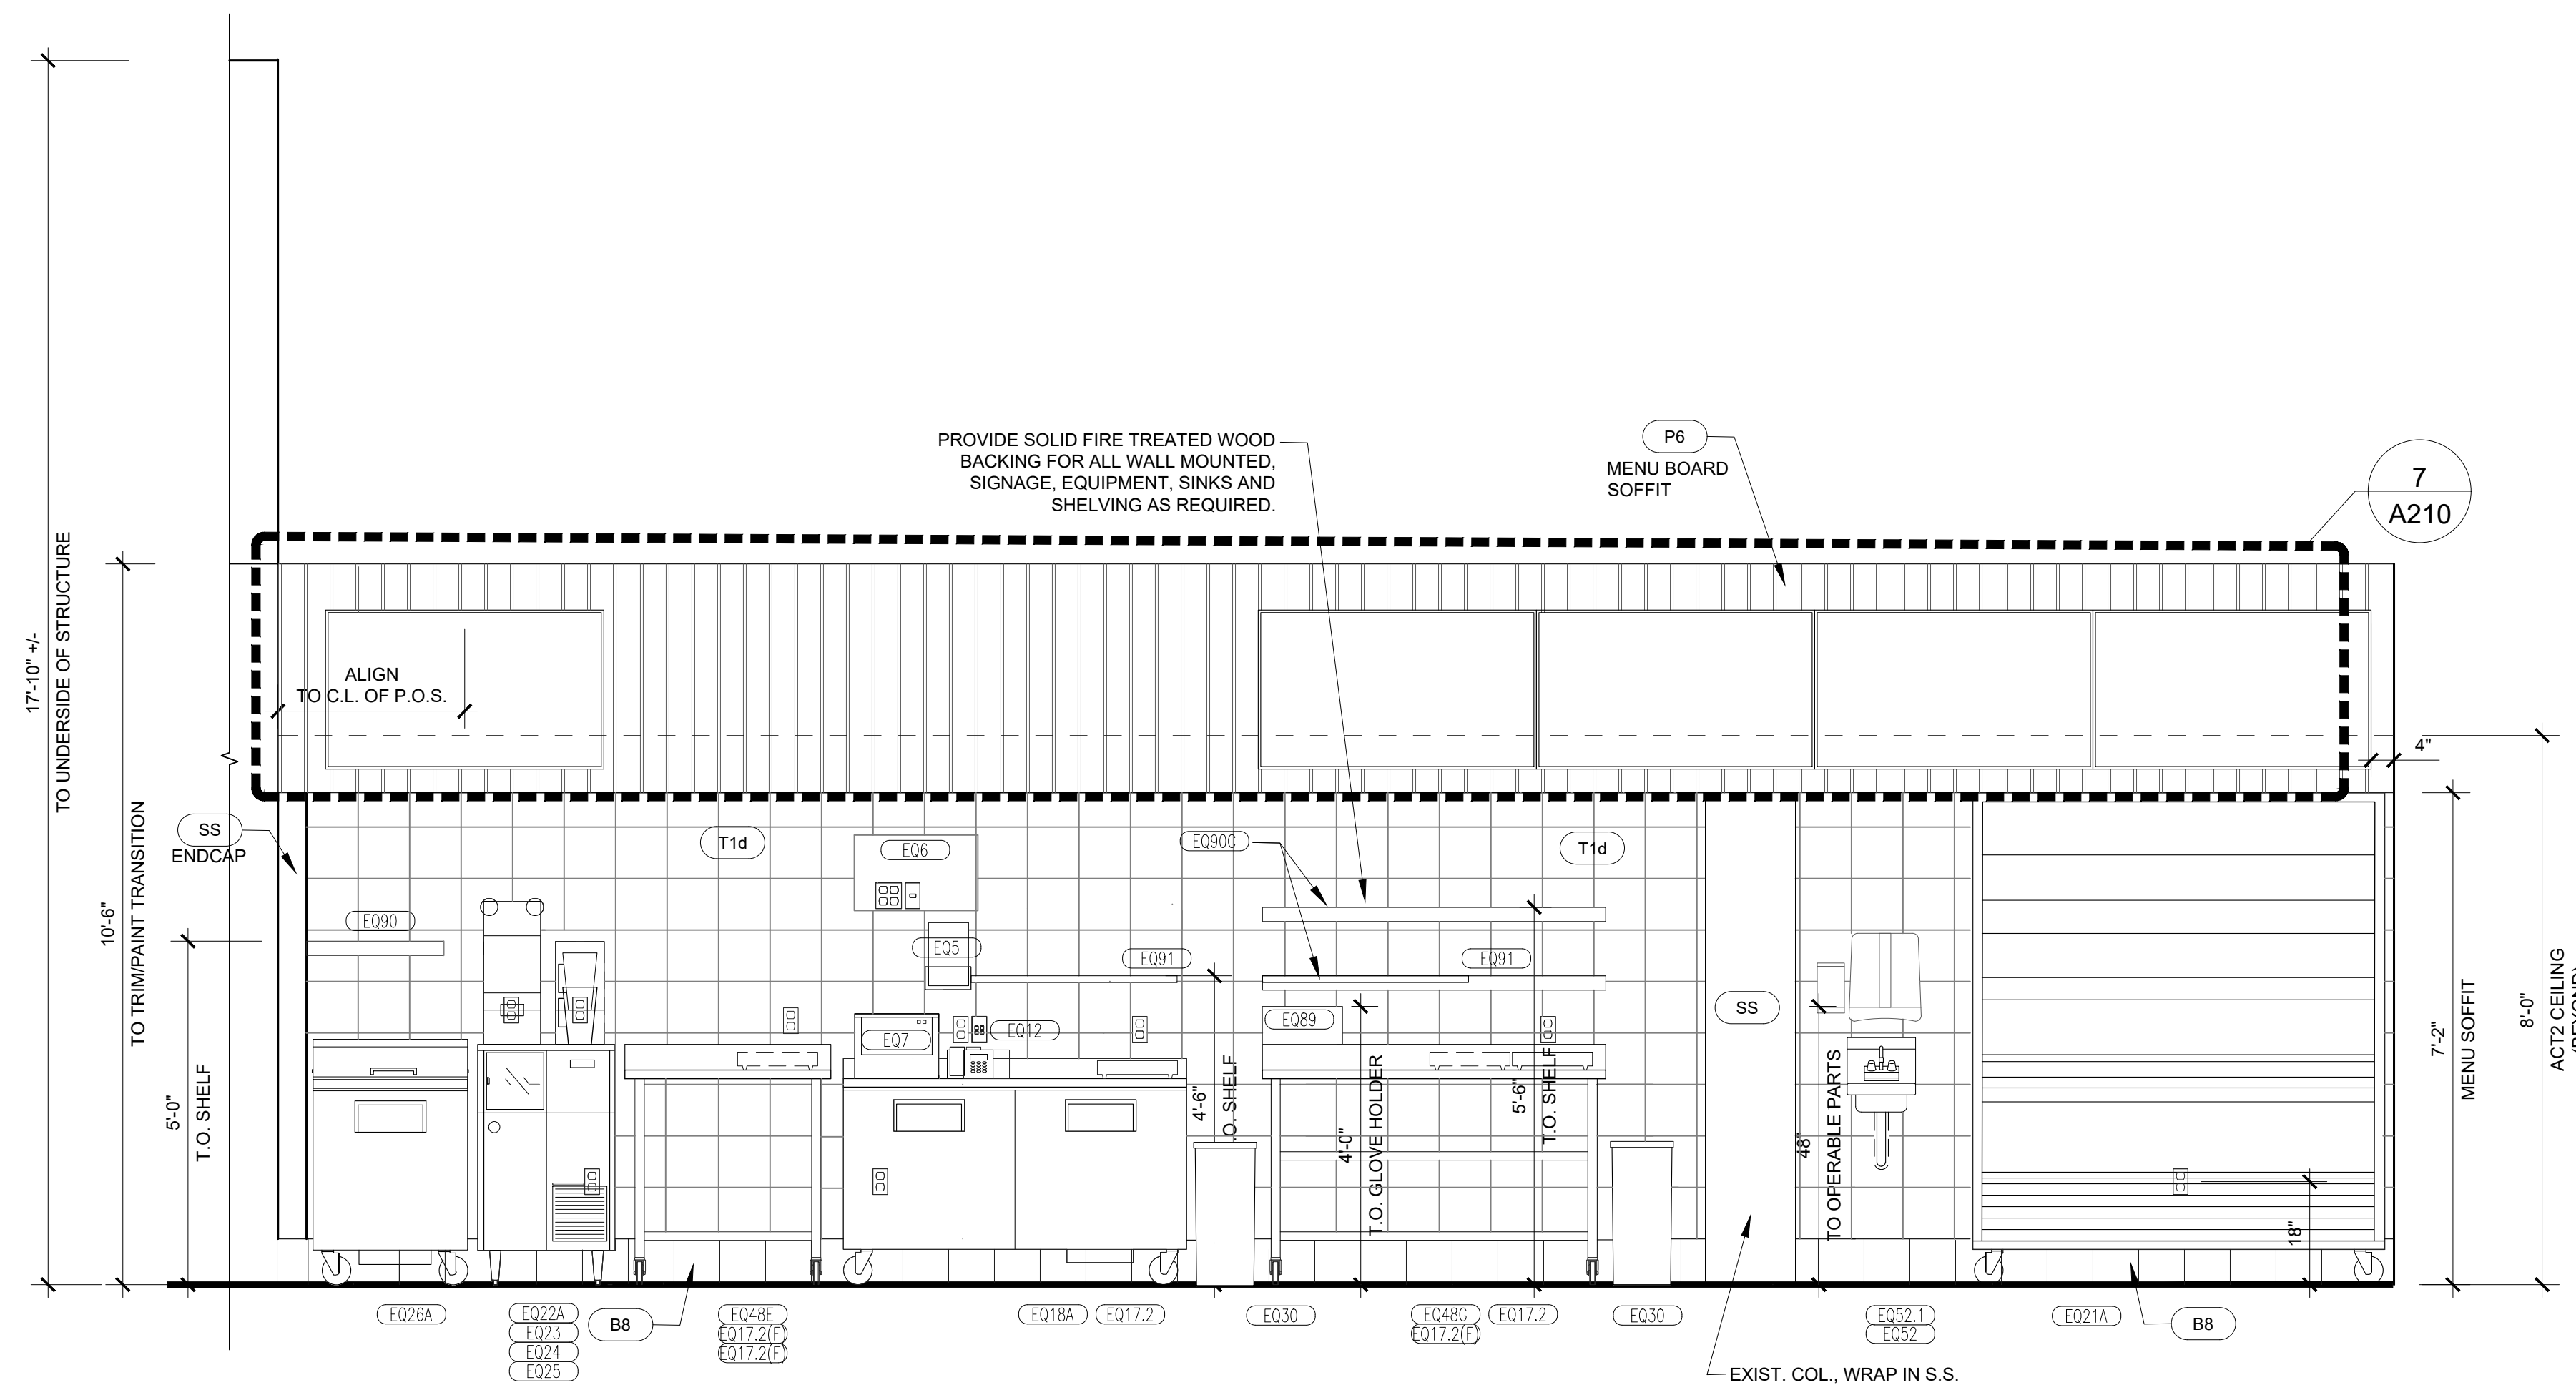 PROVIDE SOLID FIRE TREATED WOOD
BACKING FOR ALL WALL MOUNTED,
SIGNAGE, EQUIPMENT, SINKS AND
SHELVING AS REQUIRED.
P6
MENU BOARD
SOFFIT
7
A210
17'-10" +/-
TO UNDERSIDE OF STRUCTURE
10'-6"
TO TRIM/PAINT TRANSITION
5'-0"
T.O. SHELF
ALIGN
TO C.L. OF P.O.S.
4"
SS
ENDCAP
T1d
EQ6
EQ90C
T1d
EQ90
EQ5
EQ91
EQ91
EQ7
EQ12
EQ89
SS
4'-6"
.O. SHELF
4'-0"
T.O. GLOVE HOLDER
5'-6"
T.O. SHELF
48"
TO OPERABLE PARTS
18"
7'-2"
MENU SOFFIT
8'-0"
ACT2 CEILING
(BEYOND)
EQ26A
EQ22A
EQ23
EQ24
EQ25
B8
EQ48E
EQ17.2(F)
EQ17.2(F)
EQ18A
EQ17.2
EQ30
EQ48G
EQ17.2(F)
EQ17.2
EQ30
EQ52.1
EQ52
EQ21A
B8
EXIST. COL., WRAP IN S.S.